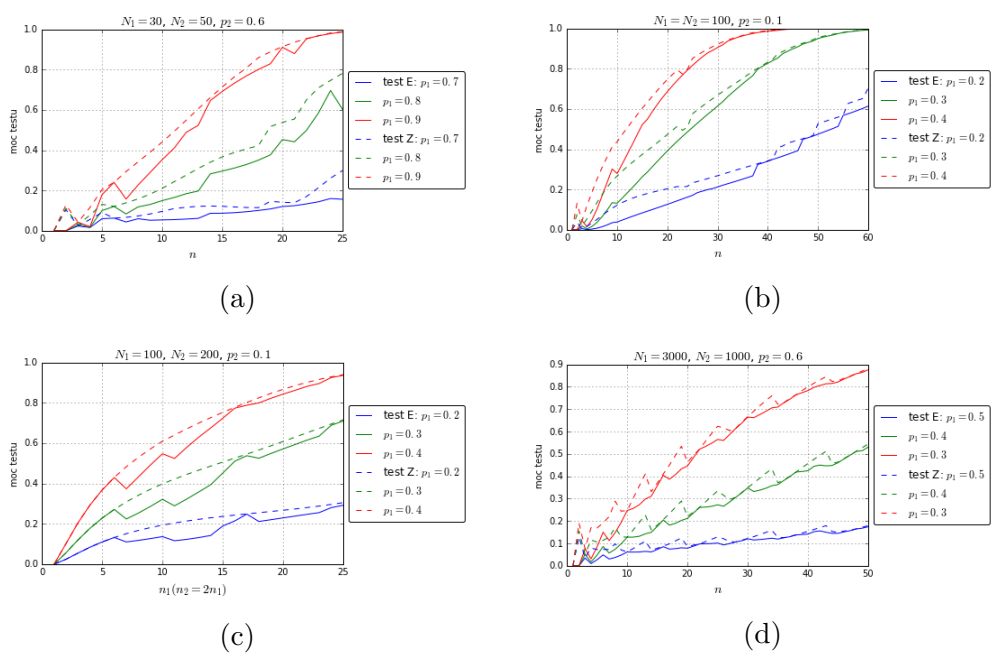 N₁ = 30, N₂ = 50, p₂ = 0.6
moc testu
1.0
0.8
0.6
0.4
0.2
0.0
0 5 10 15 20 25
n
test E: p₁ = 0.7
p₁ = 0.8
p₁ = 0.9
test Z: p₁ = 0.7
p₁ = 0.8
p₁ = 0.9
(a)
N₁ = N₂ = 100, p₂ = 0.1
moc testu
1.0
0.8
0.6
0.4
0.2
0.0
0 10 20 30 40 50 60
n
test E: p₁ = 0.2
p₁ = 0.3
p₁ = 0.4
test Z: p₁ = 0.2
p₁ = 0.3
p₁ = 0.4
(b)
N₁ = 100, N₂ = 200, p₂ = 0.1
moc testu
1.0
0.8
0.6
0.4
0.2
0.0
0 5 10 15 20 25
n₁(n₂ = 2n₁)
test E: p₁ = 0.2
p₁ = 0.3
p₁ = 0.4
test Z: p₁ = 0.2
p₁ = 0.3
p₁ = 0.4
(c)
N₁ = 3000, N₂ = 1000, p₂ = 0.6
moc testu
0.9
0.8
0.7
0.6
0.5
0.4
0.3
0.2
0.1
0.0
0 10 20 30 40 50
n
test E: p₁ = 0.5
p₁ = 0.4
p₁ = 0.3
test Z: p₁ = 0.5
p₁ = 0.4
p₁ = 0.3
(d)